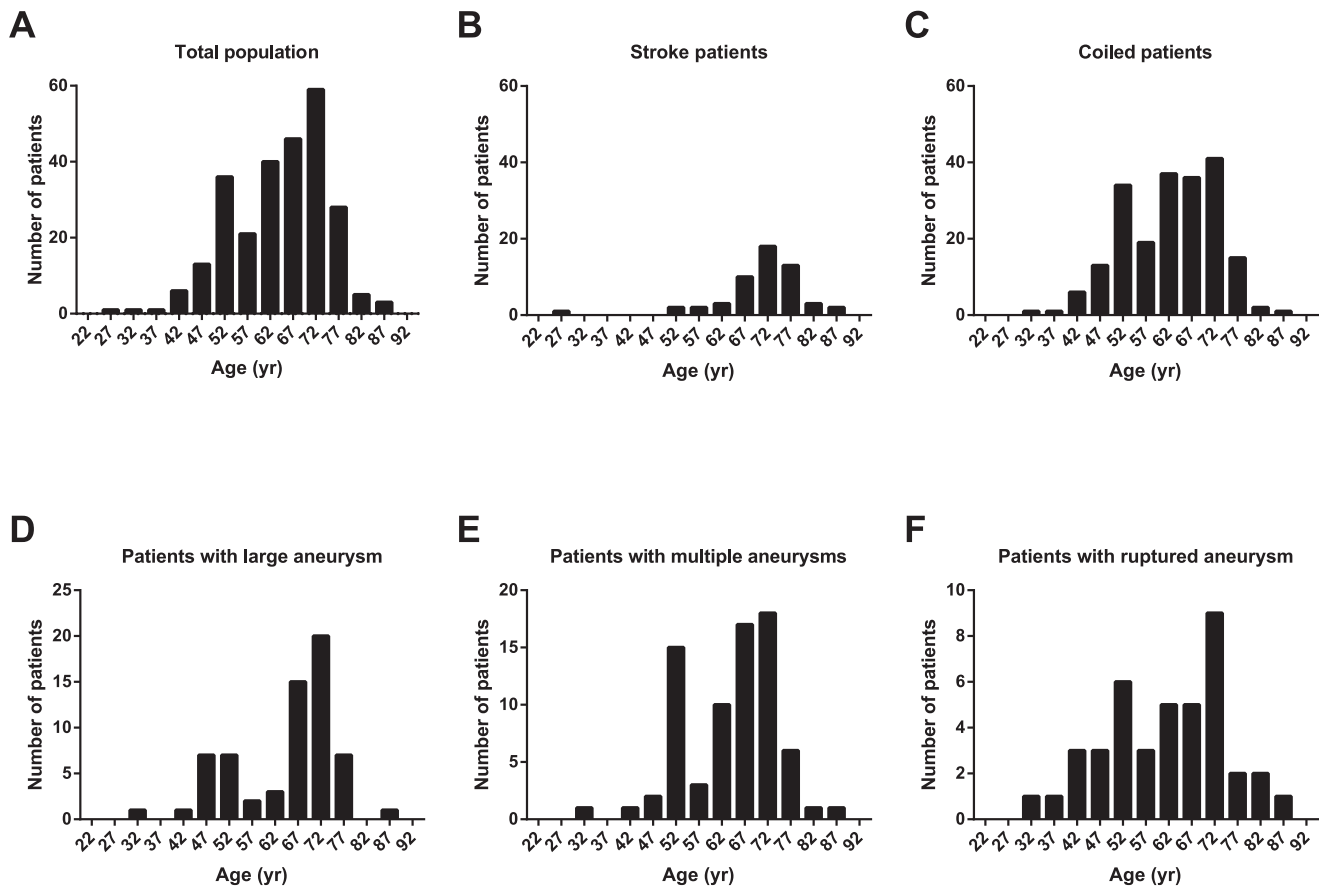 A
Total population
Number of patients
60
40
20
0
22 27 32 37 42 47 52 57 62 67 72 77 82 87 92
Age (yr)
B
Stroke patients
Number of patients
60
40
20
0
22 27 32 37 42 47 52 57 62 67 72 77 82 87 92
Age (yr)
C
Coiled patients
Number of patients
60
40
20
0
22 27 32 37 42 47 52 57 62 67 72 77 82 87 92
Age (yr)
D
Patients with large aneurysm
Number of patients
25
20
15
10
5
0
22 27 32 37 42 47 52 57 62 67 72 77 82 87 92
Age (yr)
E
Patients with multiple aneurysms
Number of patients
20
15
10
5
0
22 27 32 37 42 47 52 57 62 67 72 77 82 87 92
Age (yr)
F
Patients with ruptured aneurysm
Number of patients
10
8
6
4
2
0
22 27 32 37 42 47 52 57 62 67 72 77 82 87 92
Age (yr)